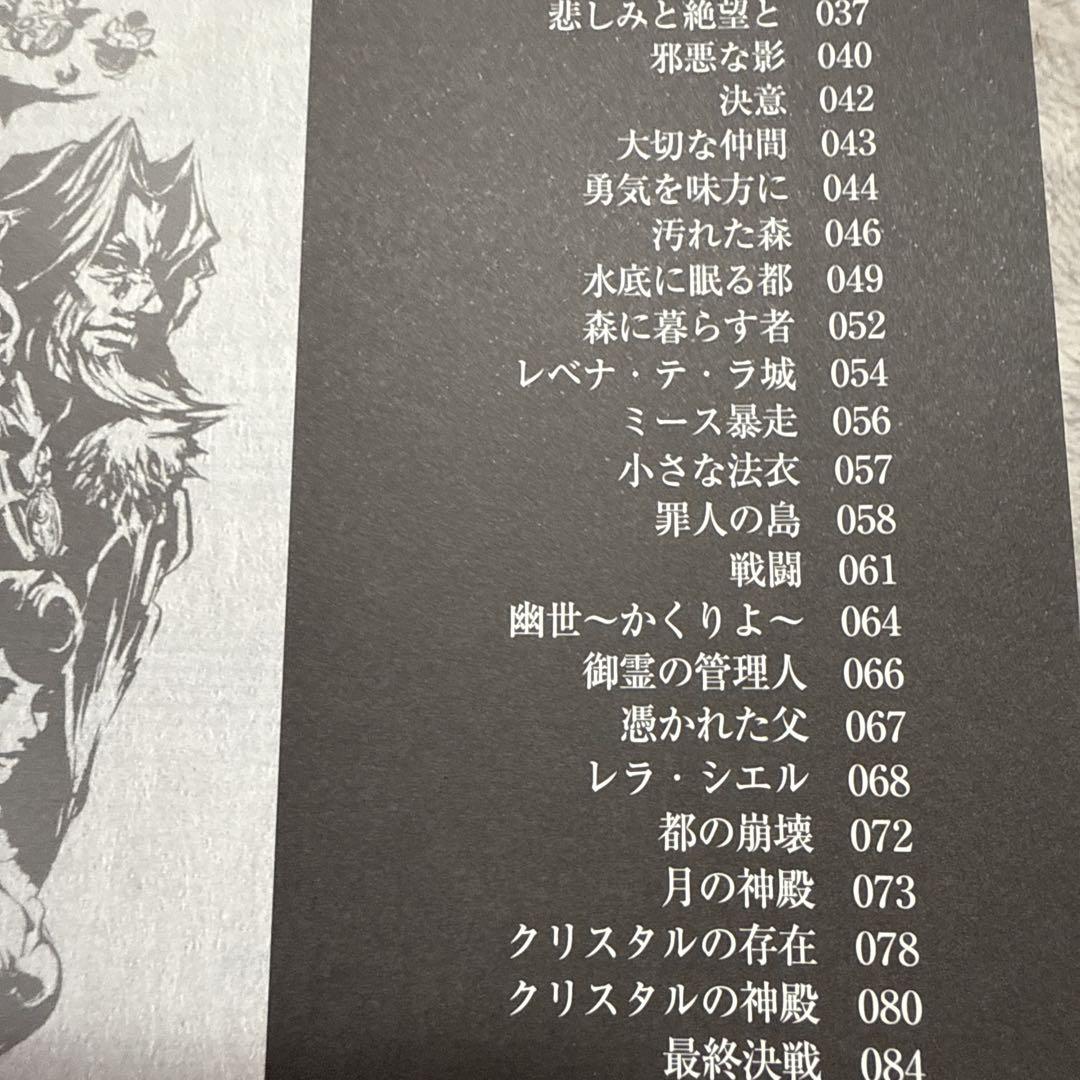 悲しみと絶望と 037
邪悪な影 040
決意 042
大切な仲間 043
勇気を味方に 044
汚れた森 046
水底に眠る都 049
森に暮らす者 052
レベナ・テ・ラ城 054
ミース暴走 056
小さな法衣 057
罪人の島 058
戦闘 061
幽世〜かくりよ〜 064
御霊の管理人 066
憑かれた父 067
レラ・シエル 068
都の崩壊 072
月の神殿 073
クリスタルの存在 078
クリスタルの神殿 080
最終決戦 084